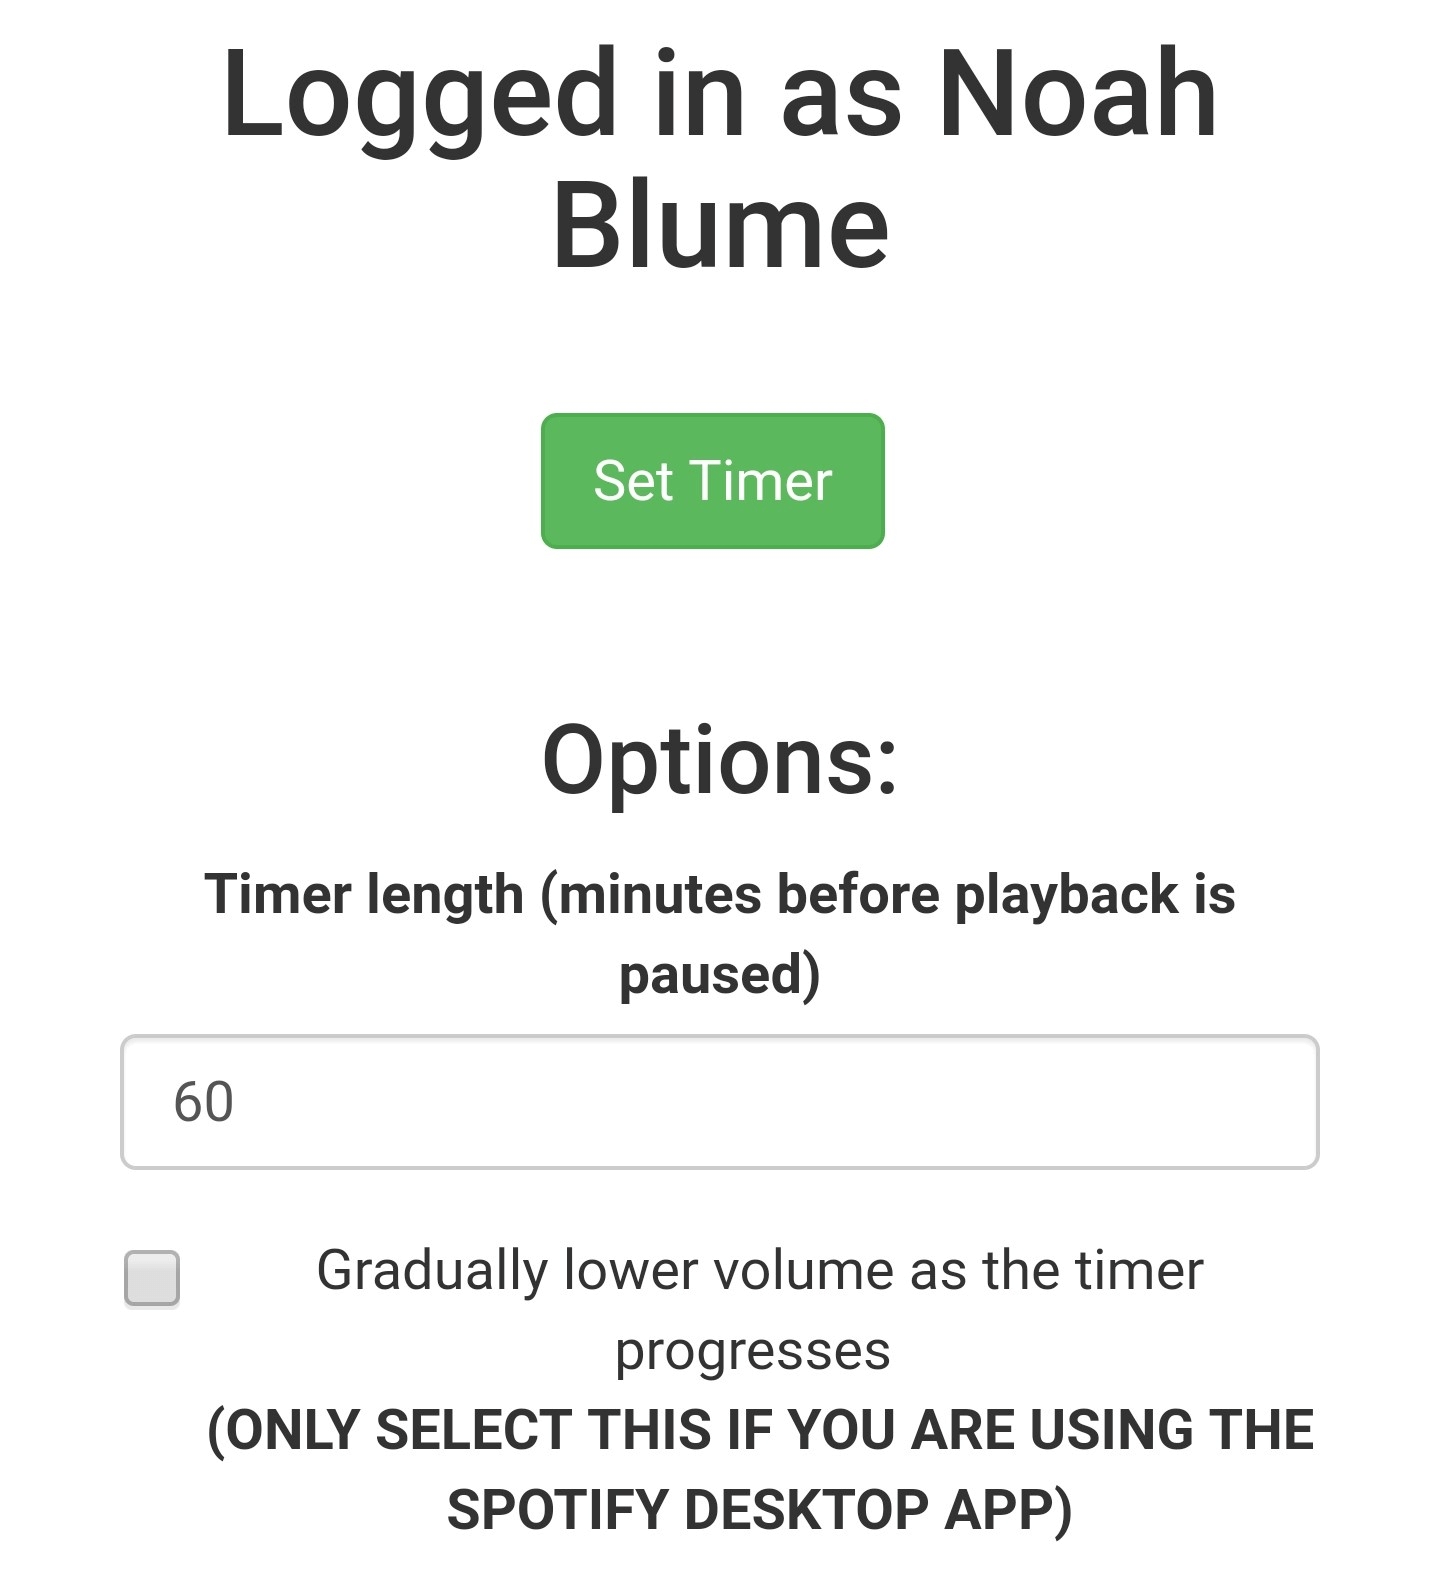 Logged in as Noah
Blume
Set Timer
Options:
Timer length (minutes before playback is
paused)
60
Gradually lower volume as the timer
progresses
(ONLY SELECT THIS IF YOU ARE USING THE
SPOTIFY DESKTOP APP)